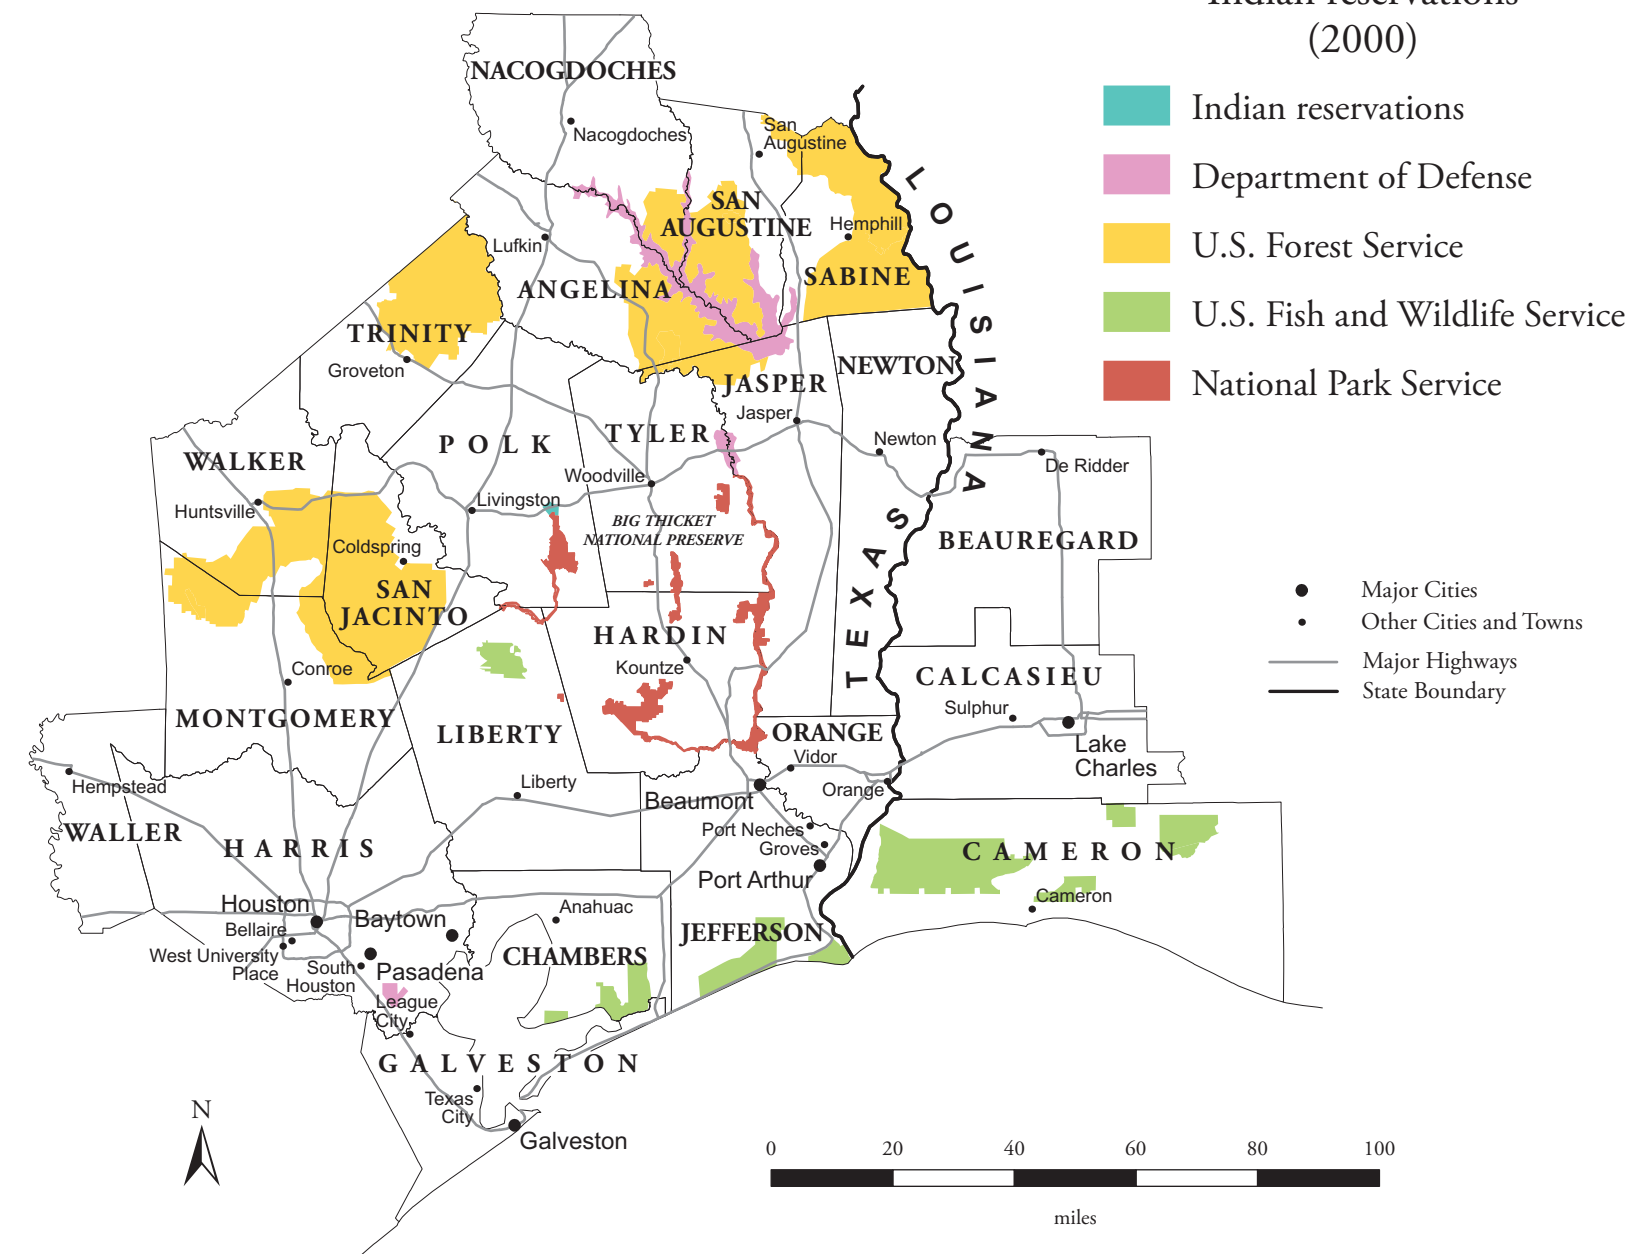 Indian reservations
(2000)
Indian reservations
Department of Defense
U.S. Forest Service
U.S. Fish and Wildlife Service
National Park Service
Major Cities
Other Cities and Towns
Major Highways
State Boundary
NACOGDOCHES
Nacogdoches
San
Augustine
SAN
AUGUSTINE
Hemphill
SABINE
Lufkin
ANGELINA
TRINITY
Groveton
JASPER
Jasper
NEWTON
Newton
LOUISIANA
TEXAS
POLK
TYLER
Woodville
Livingston
BIG THICKET
NATIONAL PRESERVE
WALKER
Huntsville
Coldspring
SAN
JACINTO
De Ridder
BEAUREGARD
HARDIN
Kountze
Conroe
MONTGOMERY
LIBERTY
Liberty
CALCASIEU
Sulphur
Lake
Charles
ORANGE
Vidor
Orange
Beaumont
Port Neches
Groves
Port Arthur
Hempstead
WALLER
HARRIS
CAMERON
Cameron
Houston
Bellaire
West University
Place
South
Houston
Baytown
Pasadena
League
City
Anahuac
CHAMBERS
JEFFERSON
GALVESTON
Texas
City
Galveston
N
0 20 40 60 80 100
miles